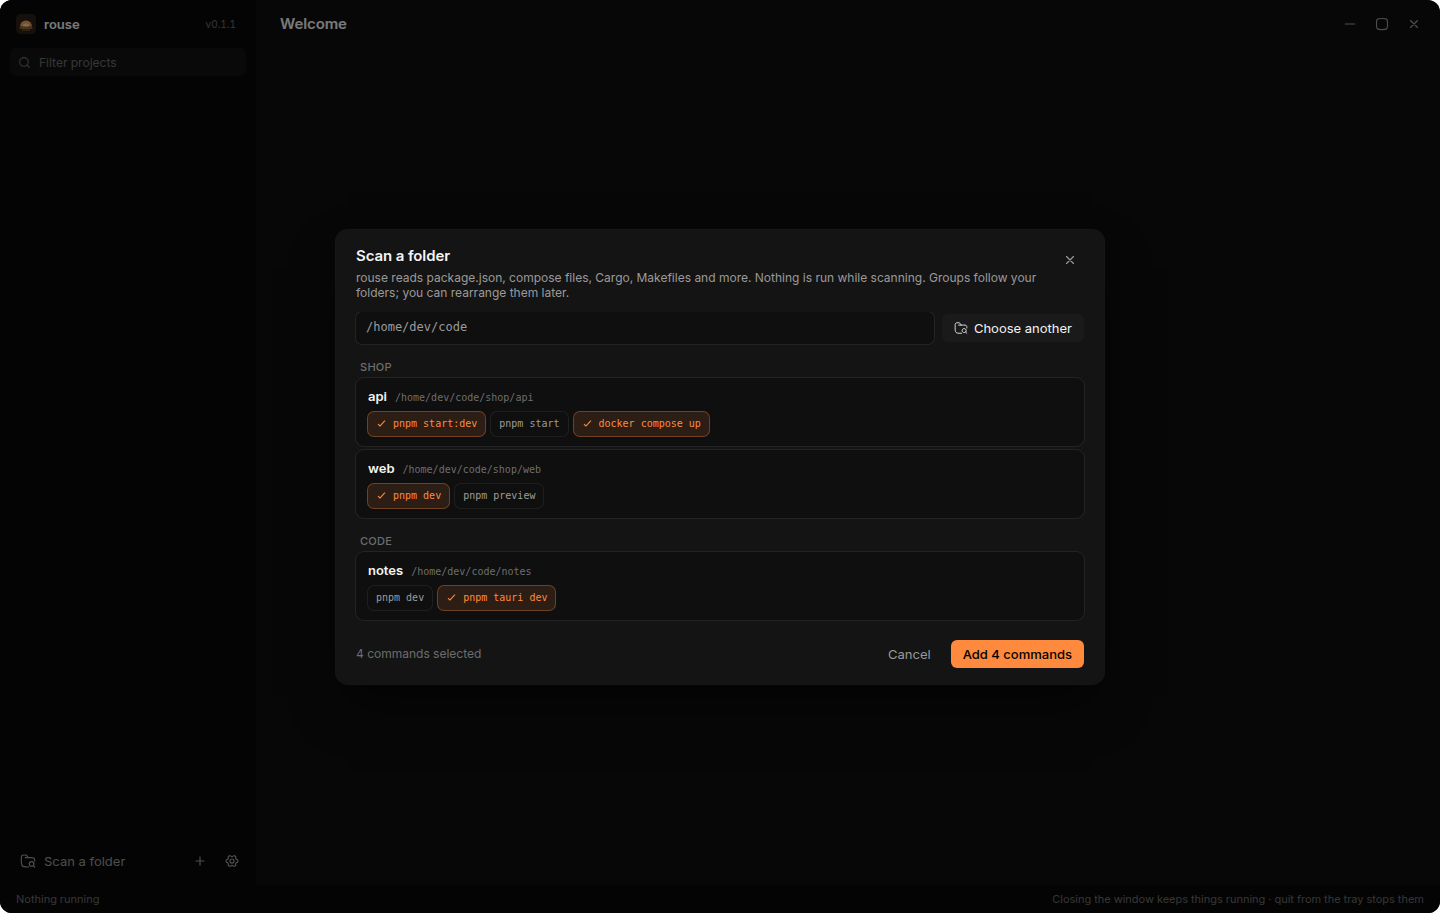 rouse
v0.1.1
Welcome
Filter projects
Scan a folder
rouse reads package.json, compose files, Cargo, Makefiles and more. Nothing is run while scanning. Groups follow your
folders; you can rearrange them later.
/home/dev/code
Choose another
SHOP
api /home/dev/code/shop/api
pnpm start:dev pnpm start docker compose up
web /home/dev/code/shop/web
pnpm dev pnpm preview
CODE
notes /home/dev/code/notes
pnpm dev pnpm tauri dev
4 commands selected
Cancel
Add 4 commands
Scan a folder
Nothing running
Closing the window keeps things running · quit from the tray stops them